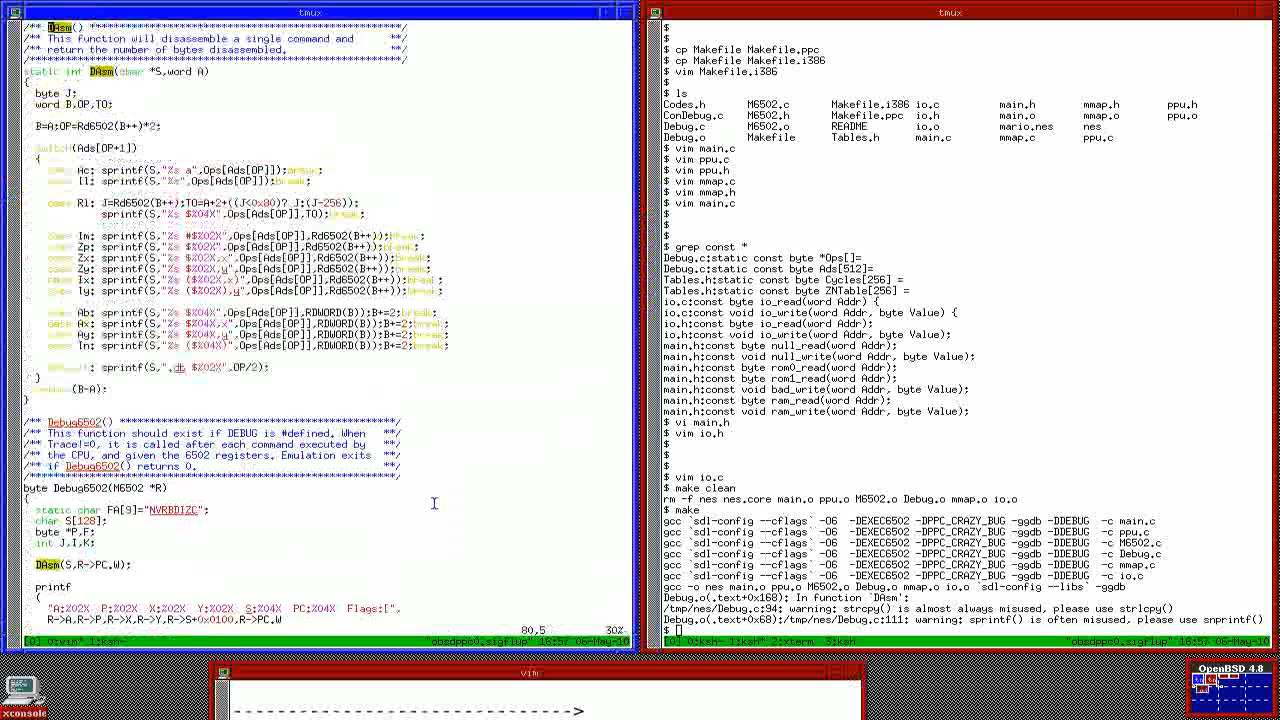 tmux
/** DAsm() ****************************************************/
/** This function will disassemble a single command and **/
/** return the number of bytes disassembled. **/
/**************************************************************/
static int DAsm(char *S,word A)
{
byte J;
word B,OP,TO;
B=A;OP=Rd6502(B++)*2;
switch(Ads[OP+1])
{
case Ac: sprintf(S,"%s a",Ops[Ads[OP]]);break;
case Il: sprintf(S,"%s",Ops[Ads[OP]]);break;
case Rl: J=Rd6502(B++);TO=A+2+((J<0x80)? J:(J-256));
sprintf(S,"%s $%04X",Ops[Ads[OP]],TO);break;
case Im: sprintf(S,"%s #$%02X",Ops[Ads[OP]],Rd6502(B++));break;
case Zp: sprintf(S,"%s $%02X",Ops[Ads[OP]],Rd6502(B++));break;
case Zx: sprintf(S,"%s $%02X,x",Ops[Ads[OP]],Rd6502(B++));break;
case Zy: sprintf(S,"%s $%02X,y",Ops[Ads[OP]],Rd6502(B++));break;
case Ix: sprintf(S,"%s ($%02X,x)",Ops[Ads[OP]],Rd6502(B++));break;
case Iy: sprintf(S,"%s ($%02X),y",Ops[Ads[OP]],Rd6502(B++));break;
case Ab: sprintf(S,"%s $%04X",Ops[Ads[OP]],RDWORD(B));B+=2;break;
case Ax: sprintf(S,"%s $%04X,x",Ops[Ads[OP]],RDWORD(B));B+=2;break;
case Ay: sprintf(S,"%s $%04X,y",Ops[Ads[OP]],RDWORD(B));B+=2;break;
case In: sprintf(S,"%s ($%04X)",Ops[Ads[OP]],RDWORD(B));B+=2;break;
default: sprintf(S,".db $%02X",OP/2);
}
return(B-A);
}
/** Debug6502() ***********************************************/
/** This function should exist if DEBUG is #defined. When **/
/** Trace!=0, it is called after each command executed by **/
/** the CPU, and given the 6502 registers. Emulation exits **/
/** if Debug6502() returns 0. **/
/*************************************************************/
byte Debug6502(M6502 *R)
{
static char FA[9]="NVRBDIZC";
char S[128];
byte *P,F;
int J,I,K;
DAsm(S,R->PC.W);
printf
(
"A:%02X P:%02X X:%02X Y:%02X S:%04X PC:%04X Flags:[",
R->A,R->P,R->X,R->Y,R->S+0x0100,R->PC.W
80,5 30%
[0] 0:vim* 1:ksh- "obsdppc0.sigflup" 16:57 06-May-10
tmux
$
$
$ cp Makefile Makefile.ppc
$ cp Makefile Makefile.i386
$ vim Makefile.i386
$
$ ls
Codes.h M6502.c Makefile.i386 io.c main.h mmap.h ppu.h
ConDebug.c M6502.h Makefile.ppc io.h main.o mmap.o ppu.o
Debug.c M6502.o README io.o mario.nes nes
Debug.o Makefile Tables.h main.c mmap.c ppu.c
$ vim main.c
$ vim ppu.c
$ vim ppu.h
$ vim mmap.c
$ vim mmap.h
$ vim main.c
$
$
$
$ grep const *
Debug.c:static const byte *Ops[]=
Debug.c:static const byte Ads[512]=
Tables.h:static const byte Cycles[256] =
Tables.h:static const byte ZNTable[256] =
io.c:const byte io_read(word Addr) {
io.c:const void io_write(word Addr, byte Value) {
io.h:const byte io_read(word Addr);
io.h:const void io_write(word Addr, byte Value);
main.h:const byte null_read(word Addr);
main.h:const void null_write(word Addr, byte Value);
main.h:const byte rom0_read(word Addr);
main.h:const byte rom1_read(word Addr);
main.h:const void bad_write(word Addr, byte Value);
main.h:const byte ram_read(word Addr);
main.h:const void ram_write(word Addr, byte Value);
$ vi main.h
$ vim io.h
$
$
$
$ vim io.c
$ make clean
rm -f nes nes.core main.o ppu.o M6502.o Debug.o mmap.o io.o
$ make
gcc `sdl-config --cflags` -O6 -DEXEC6502 -DPPC_CRAZY_BUG -ggdb -DDEBUG -c main.c
gcc `sdl-config --cflags` -O6 -DEXEC6502 -DPPC_CRAZY_BUG -ggdb -DDEBUG -c ppu.c
gcc `sdl-config --cflags` -O6 -DEXEC6502 -DPPC_CRAZY_BUG -ggdb -DDEBUG -c M6502.c
gcc `sdl-config --cflags` -O6 -DEXEC6502 -DPPC_CRAZY_BUG -ggdb -DDEBUG -c Debug.c
gcc `sdl-config --cflags` -O6 -DEXEC6502 -DPPC_CRAZY_BUG -ggdb -DDEBUG -c mmap.c
gcc `sdl-config --cflags` -O6 -DEXEC6502 -DPPC_CRAZY_BUG -ggdb -DDEBUG -c io.c
gcc -o nes main.o ppu.o M6502.o Debug.o mmap.o io.o `sdl-config --libs` -ggdb
Debug.o(.text+0x168): In function `DAsm':
/tmp/nes/Debug.c:94: warning: strcpy() is almost always misused, please use strlcpy()
Debug.o(.text+0x68):/tmp/nes/Debug.c:111: warning: sprintf() is often misused, please use snprintf()
$
[0] 0:ksh- 1:ksh* 2:xterm 3:ksh "obsdppc0.sigflup" 16:57 06-May-10
vim
------------------------------------>
xconsole
OpenBSD 4.8